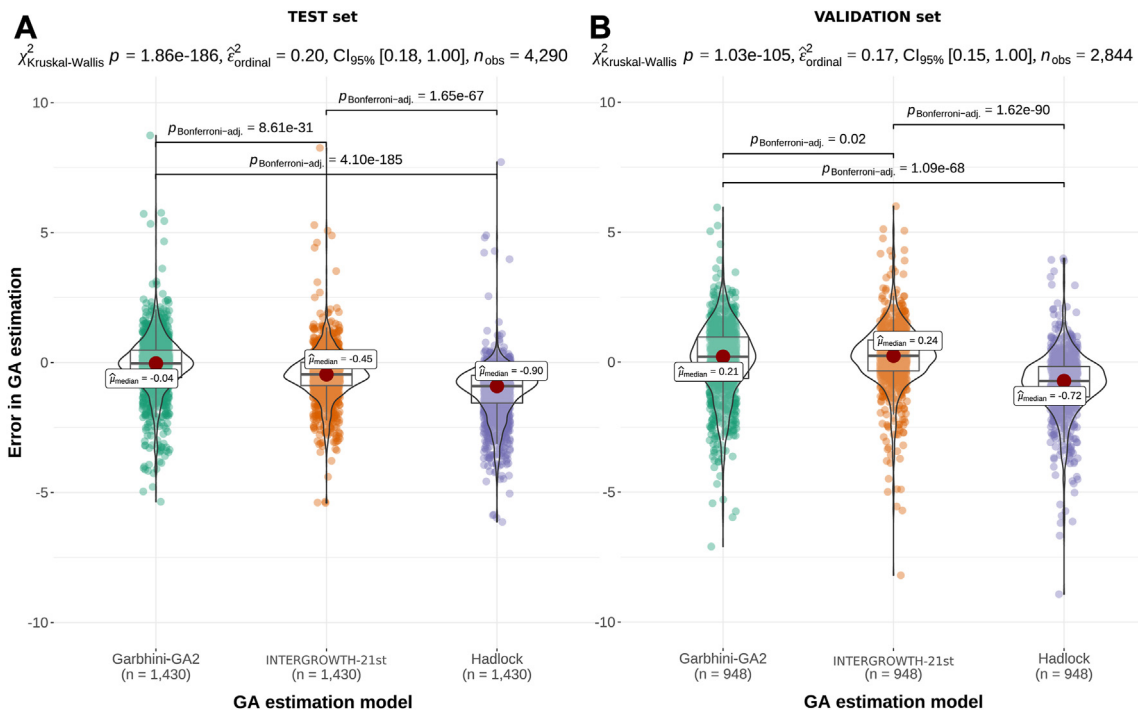 A
TEST set
χ²Kruskal-Wallis p = 1.86e-186, ε̂²ordinal = 0.20, CI95% [0.18, 1.00], nobs = 4,290
Error in GA estimation
10
5
0
-5
-10
pBonferroni-adj. = 1.65e-67
pBonferroni-adj. = 8.61e-31
pBonferroni-adj. = 4.10e-185
μ̂median = -0.04
μ̂median = -0.45
μ̂median = -0.90
Garbhini-GA2
(n = 1,430)
INTERGROWTH-21st
(n = 1,430)
Hadlock
(n = 1,430)
GA estimation model
B
VALIDATION set
χ²Kruskal-Wallis p = 1.03e-105, ε̂²ordinal = 0.17, CI95% [0.15, 1.00], nobs = 2,844
10
5
0
-5
-10
pBonferroni-adj. = 1.62e-90
pBonferroni-adj. = 0.02
pBonferroni-adj. = 1.09e-68
μ̂median = 0.21
μ̂median = 0.24
μ̂median = -0.72
Garbhini-GA2
(n = 948)
INTERGROWTH-21st
(n = 948)
Hadlock
(n = 948)
GA estimation model